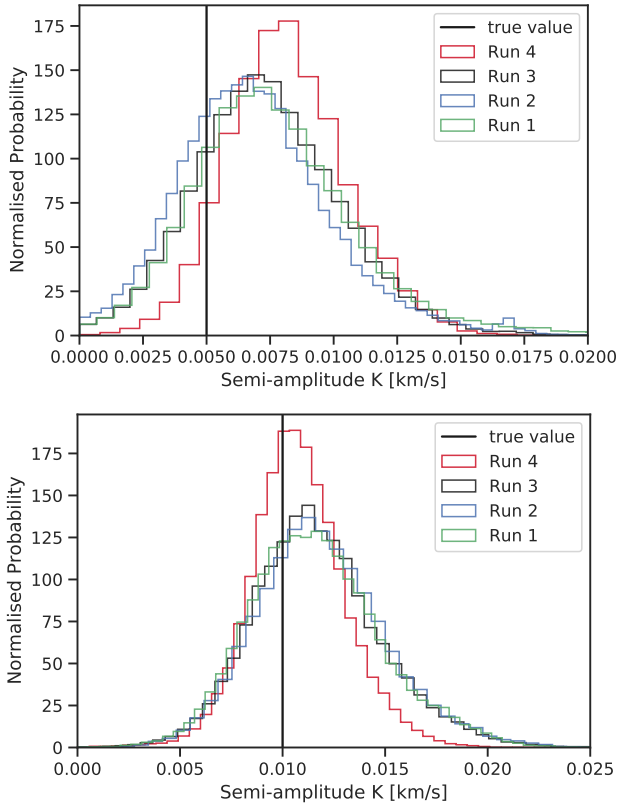 Normalised Probability
175
150
125
100
75
50
25
0
true value
Run 4
Run 3
Run 2
Run 1
0.0000 0.0025 0.0050 0.0075 0.0100 0.0125 0.0150 0.0175 0.0200
Semi-amplitude K [km/s]
Normalised Probability
175
150
125
100
75
50
25
0
true value
Run 4
Run 3
Run 2
Run 1
0.000 0.005 0.010 0.015 0.020 0.025
Semi-amplitude K [km/s]